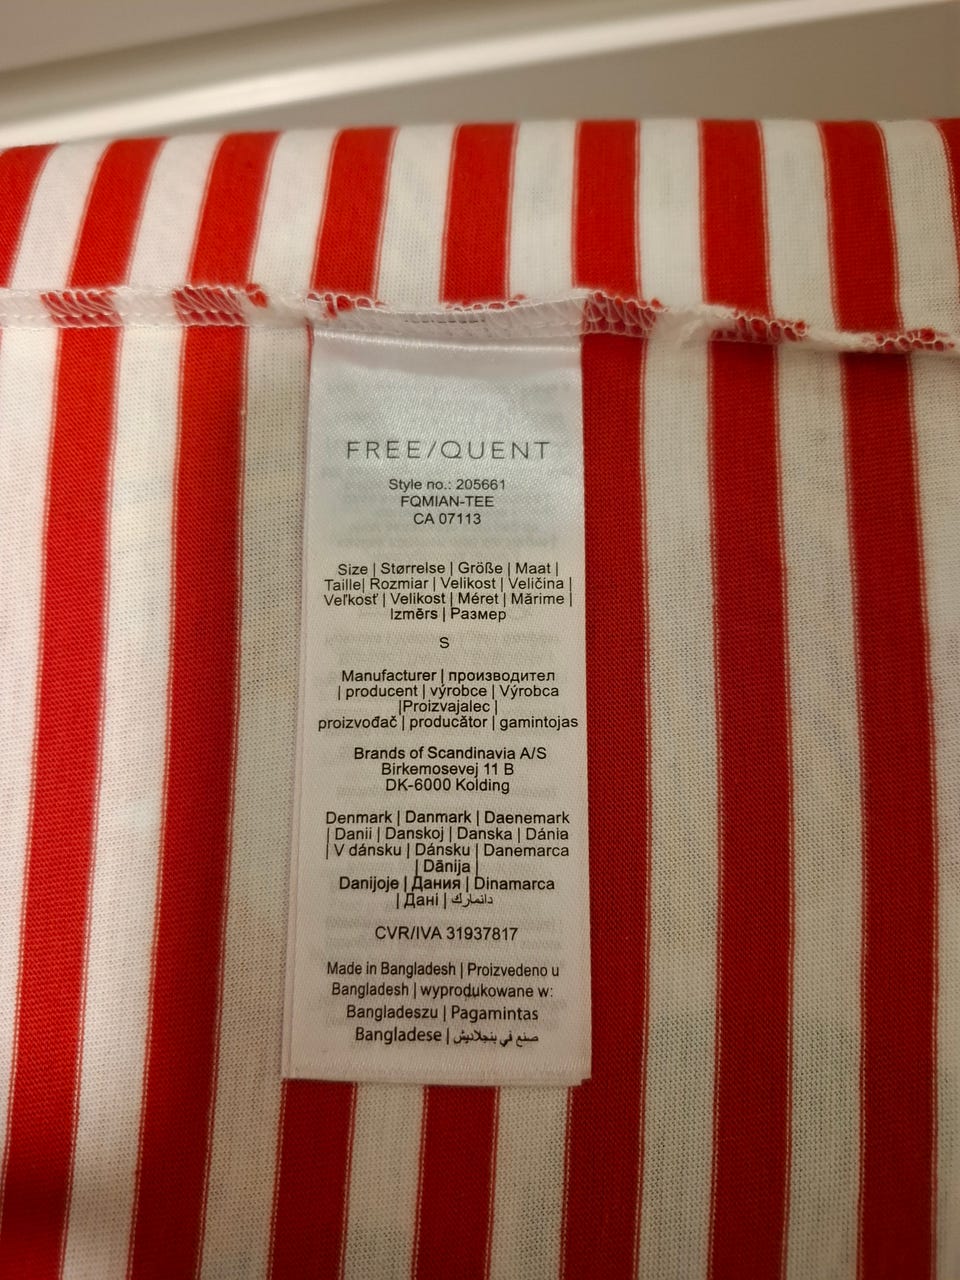 FREE/QUENT
Style no.: 205661
FQMIAN-TEE
CA 07113
Size | Størrelse | Größe | Maat |
Taille| Rozmiar | Velikost | Veličina |
Veľkosť | Velikost | Méret | Mărime |
Izmērs | Размер
S
Manufacturer | производител
| producent | výrobce | Výrobca
|Proizvajalec |
proizvođač | producător | gamintojas
Brands of Scandinavia A/S
Birkemosevej 11 B
DK-6000 Kolding
Denmark | Danmark | Daenemark
| Danii | Danskoj | Danska | Dánia
| V dánsku | Dánsku | Danemarca
| Dānija |
Danijoje | Дания | Dinamarca
| Дані | دانمارك
CVR/IVA 31937817
Made in Bangladesh | Proizvedeno u
Bangladesh | wyprodukowane w:
Bangladeszu | Pagamintas
Bangladese | صنع في بنجلاديش